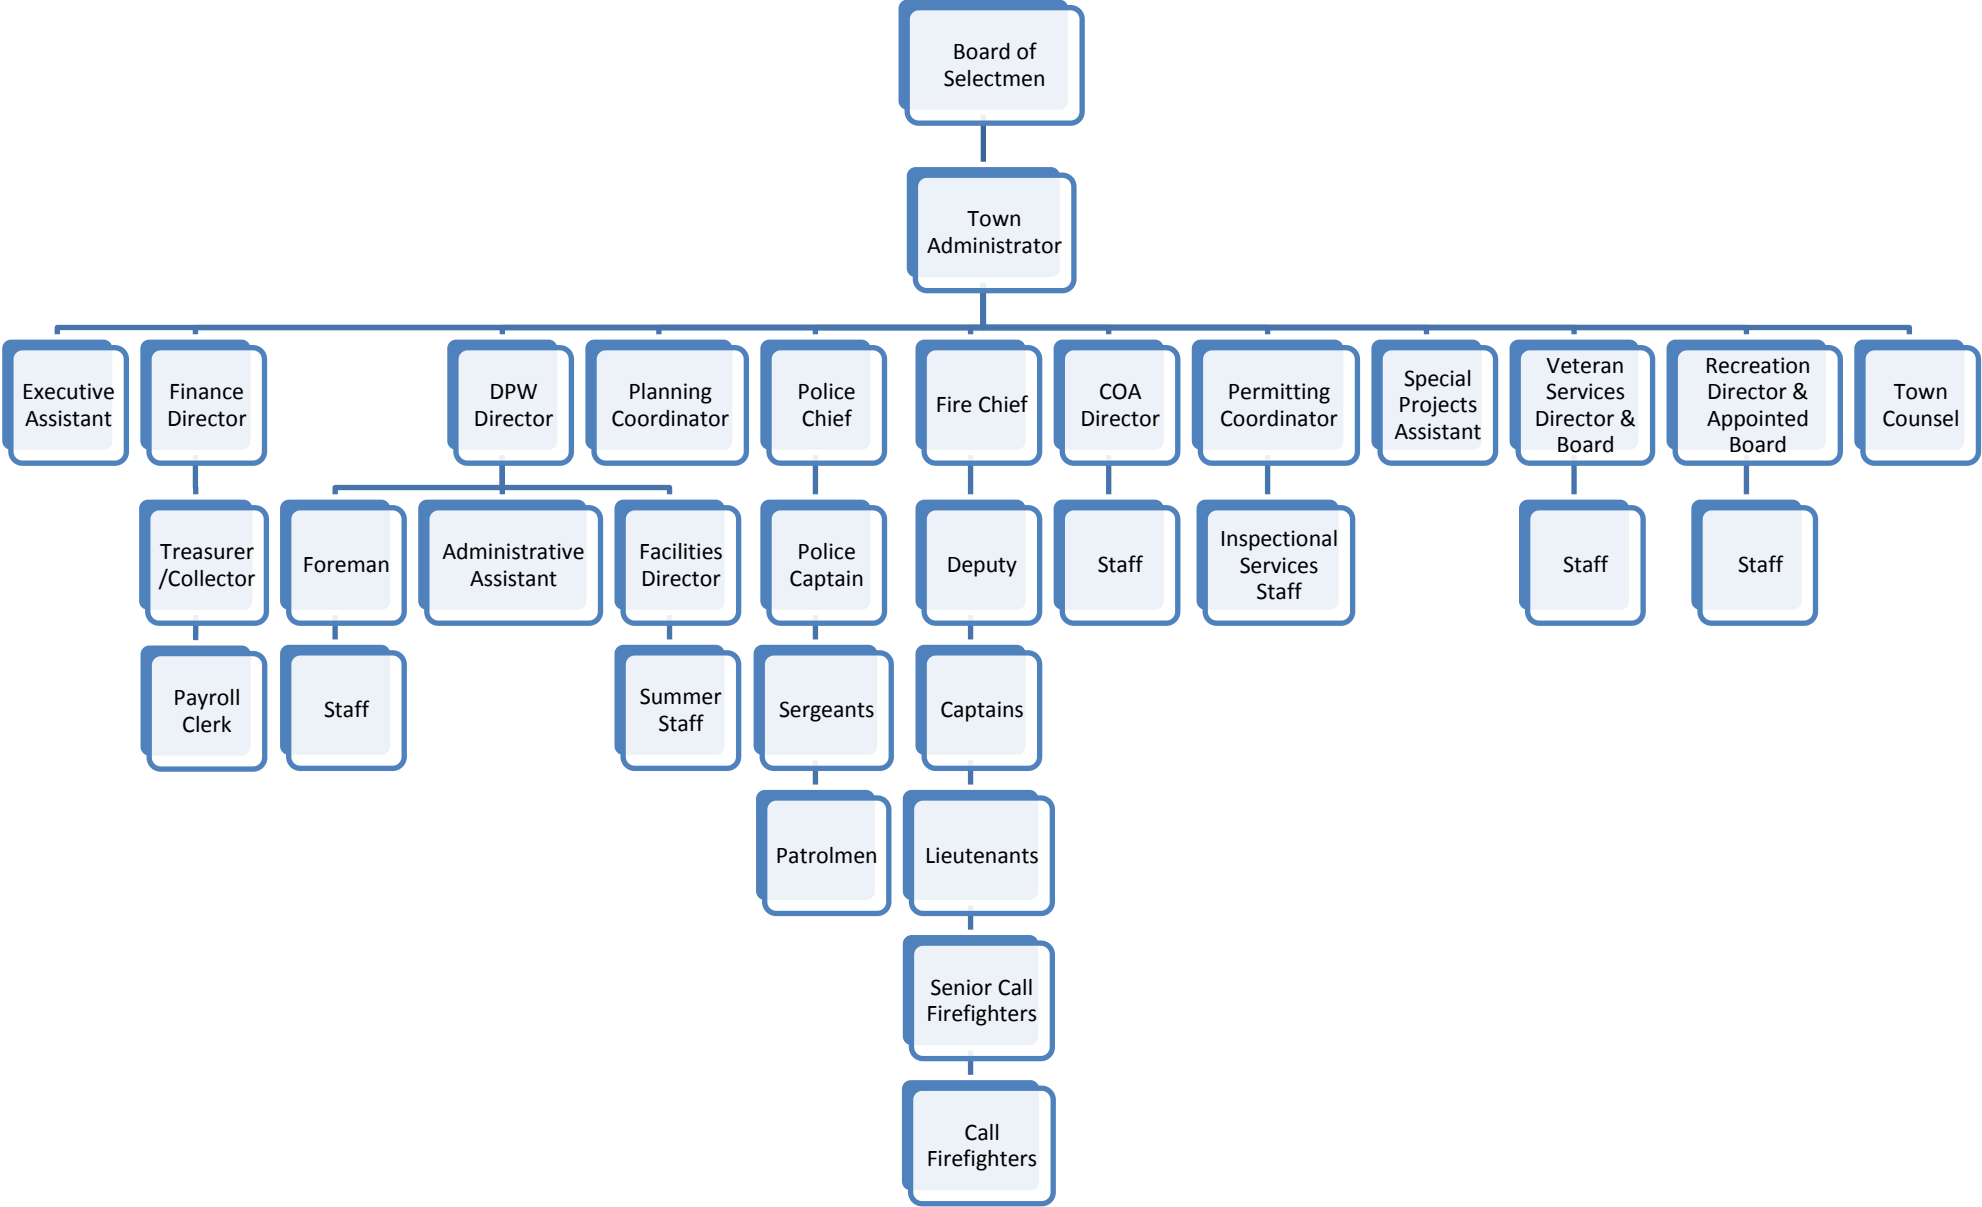 Board of
Selectmen
Town
Administrator
Executive
Assistant
Finance
Director
DPW
Director
Planning
Coordinator
Police
Chief
Fire Chief
COA
Director
Permitting
Coordinator
Special
Projects
Assistant
Veteran
Services
Director &
Board
Recreation
Director &
Appointed
Board
Town
Counsel
Treasurer
/Collector
Foreman
Administrative
Assistant
Facilities
Director
Police
Captain
Deputy
Staff
Inspectional
Services
Staff
Staff
Staff
Payroll
Clerk
Staff
Summer
Staff
Sergeants
Captains
Patrolmen
Lieutenants
Senior Call
Firefighters
Call
Firefighters